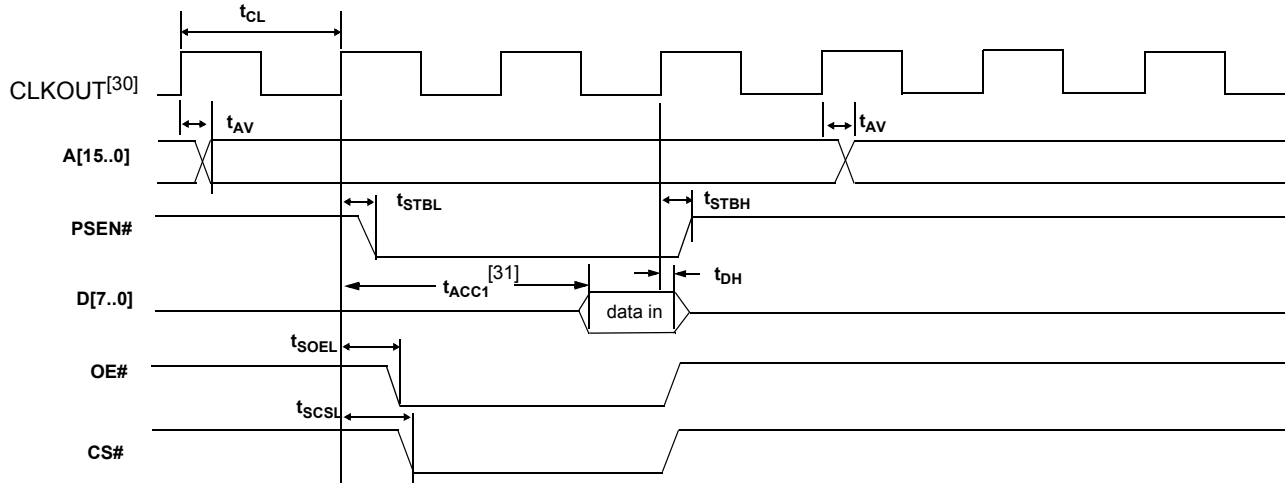 tCL
CLKOUT[30]
tAV
tAV
A[15..0]
tSTBL
tSTBH
PSEN#
[31]
tDH
tACC1
D[7..0]
data in
tSOEL
OE#
tSCSL
CS#